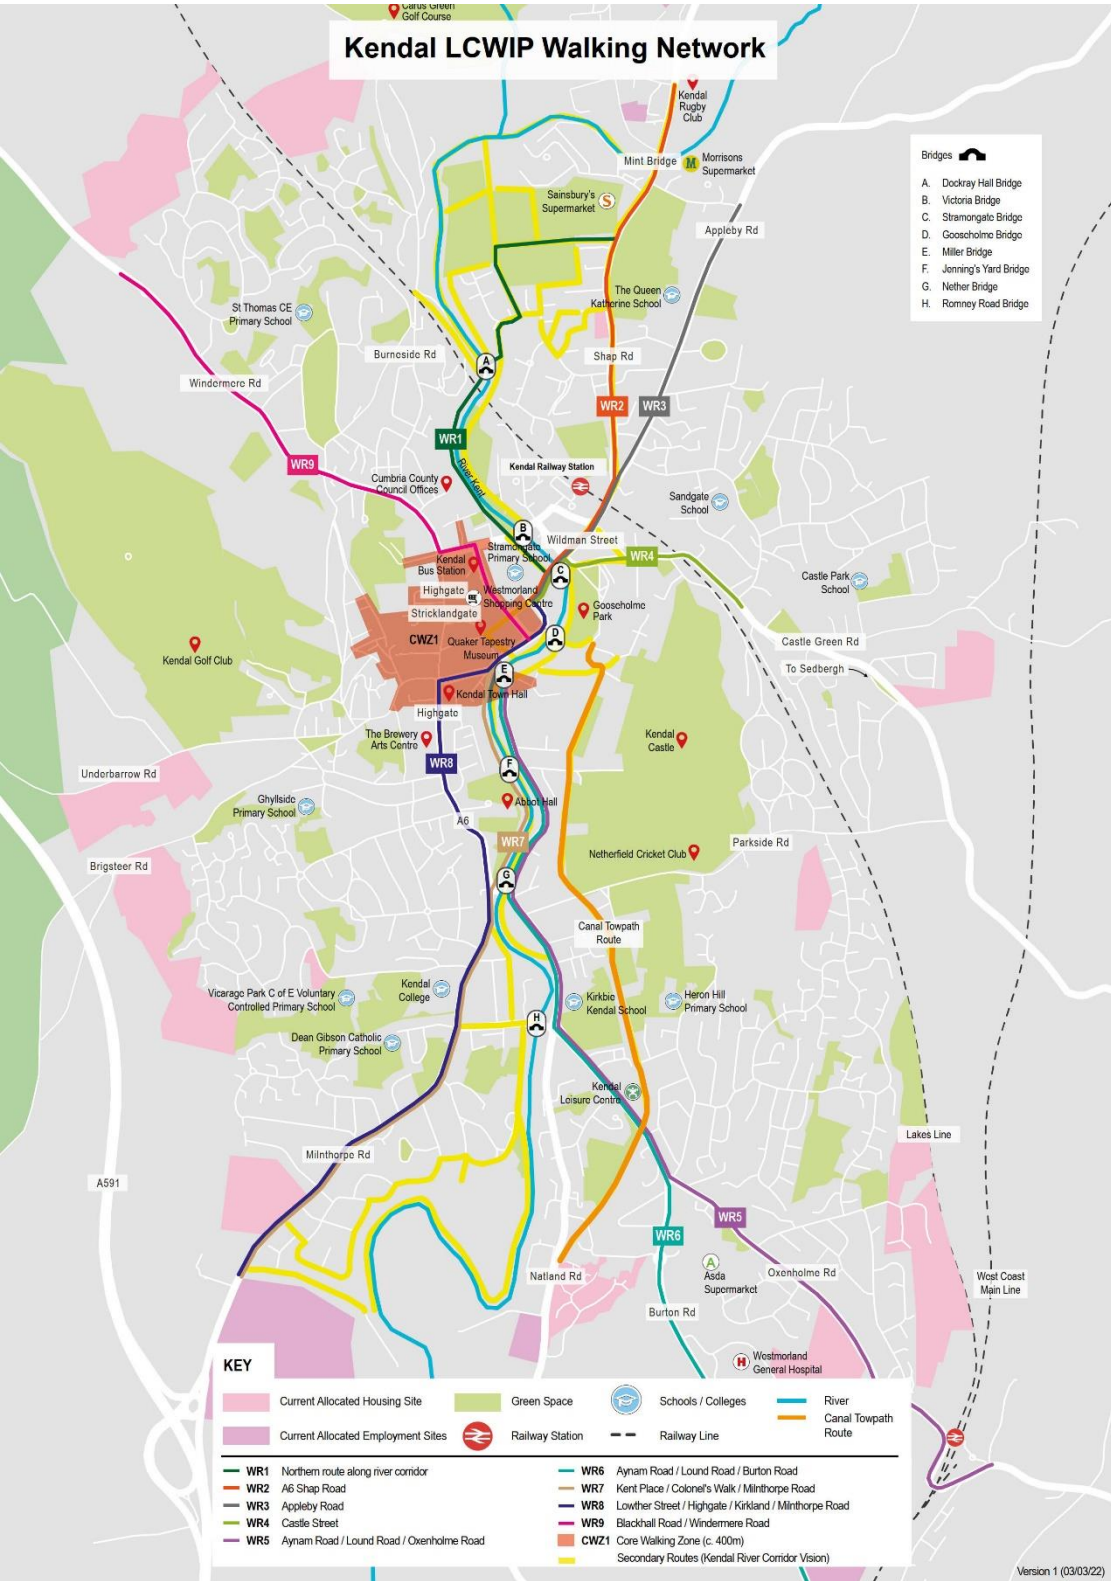 Carus Green
Golf Course
Kendal LCWIP Walking Network
Kendal
Rugby
Club
Mint Bridge
M
Morrisons
Supermarket
Sainsbury's
Supermarket
S
Appleby Rd
Bridges
A. Dockray Hall Bridge
B. Victoria Bridge
C. Stramongate Bridge
D. Gooseholme Bridge
E. Miller Bridge
F. Jenning's Yard Bridge
G. Nether Bridge
H. Romney Road Bridge
The Queen
Katherine School
St Thomas CE
Primary School
Burneside Rd
A
Shap Rd
Windermere Rd
WR2
WR3
WR1
WR9
River Kent
Kendal Railway Station
Cumbria County
Council Offices
Sandgate
School
B
Wildman Street
Stramongate
Primary School
WR4
Kendal
Bus Station
C
Castle Park
School
Highgate
Westmorland
Shopping Centre
Stricklandgate
Gooseholme
Park
CWZ1
Quaker Tapestry
Museum
D
Castle Green Rd
Kendal Golf Club
To Sedbergh
E
Kendal Town Hall
Highgate
The Brewery
Arts Centre
Kendal
Castle
WR8
F
Underbarrow Rd
Ghyllside
Primary School
Abbot Hall
A6
WR7
Parkside Rd
Netherfield Cricket Club
Brigsteer Rd
G
Canal Towpath
Route
Kendal
College
Vicarage Park C of E Voluntary
Controlled Primary School
Kirkbie
Kendal School
Heron Hill
Primary School
H
Dean Gibson Catholic
Primary School
Kendal
Leisure Centre
Lakes Line
Milnthorpe Rd
A591
WR5
WR6
A
Asda
Supermarket
Natland Rd
Oxenholme Rd
West Coast
Main Line
Burton Rd
H
Westmorland
General Hospital
KEY
Current Allocated Housing Site
Green Space
Schools / Colleges
River
Canal Towpath
Route
Current Allocated Employment Sites
Railway Station
Railway Line
WR1 Northern route along river corridor
WR2 A6 Shap Road
WR3 Appleby Road
WR4 Castle Street
WR5 Aynam Road / Lound Road / Oxenholme Road
WR6 Aynam Road / Lound Road / Burton Road
WR7 Kent Place / Colonel's Walk / Milnthorpe Road
WR8 Lowther Street / Highgate / Kirkland / Milnthorpe Road
WR9 Blackhall Road / Windermere Road
CWZ1 Core Walking Zone (c. 400m)
Secondary Routes (Kendal River Corridor Vision)
Version 1 (03/03/22)